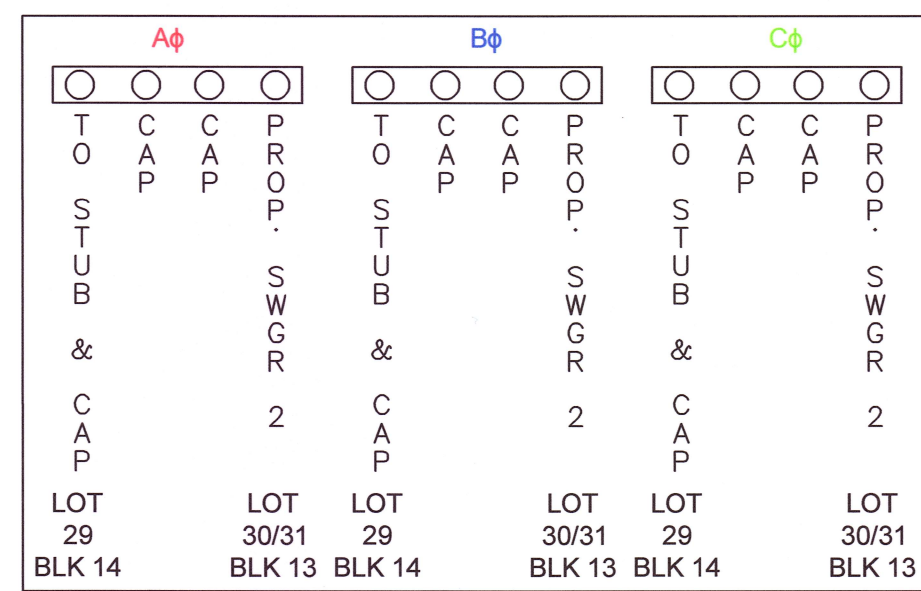 Aϕ
TO STUB & CAP
CAP
CAP
PROP. SWGR 2
LOT
29
BLK 14
LOT
30/31
BLK 13
Bϕ
TO STUB & CAP
CAP
CAP
PROP. SWGR 2
LOT
29
BLK 14
LOT
30/31
BLK 13
Cϕ
TO STUB & CAP
CAP
CAP
PROP. SWGR 2
LOT
29
BLK 14
LOT
30/31
BLK 13